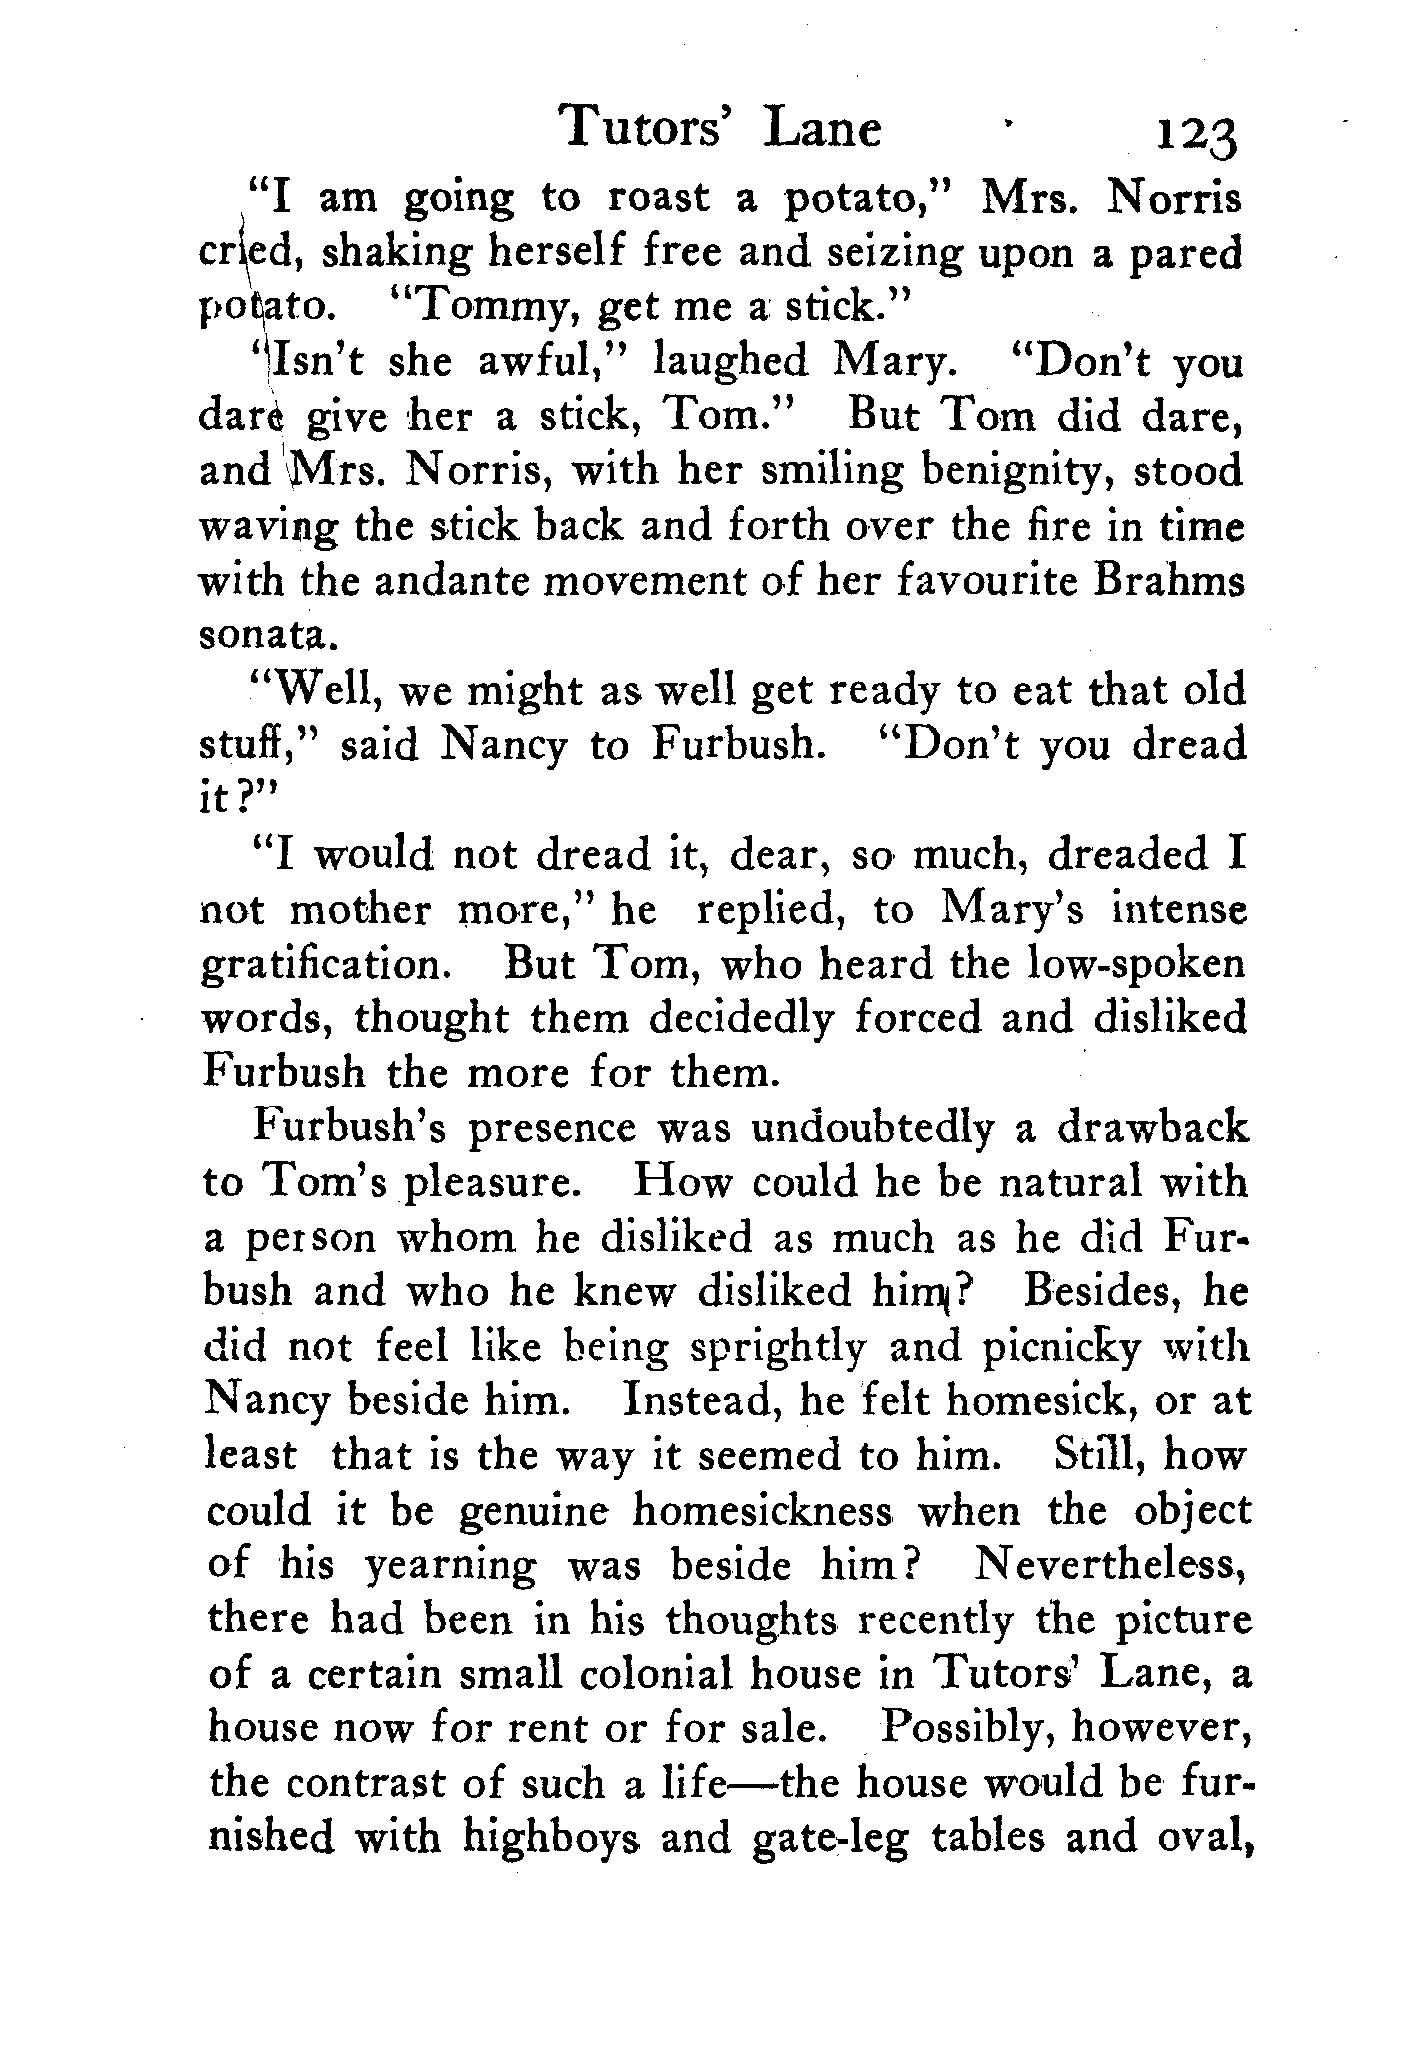 Tutors' Lane 123
"I am going to roast a potato," Mrs. Norris
cried, shaking herself free and seizing upon a pared
potato. "Tommy, get me a stick."
"Isn't she awful," laughed Mary. "Don't you
dare give her a stick, Tom." But Tom did dare,
and Mrs. Norris, with her smiling benignity, stood
waving the stick back and forth over the fire in time
with the andante movement of her favourite Brahms
sonata.
"Well, we might as well get ready to eat that old
stuff," said Nancy to Furbush. "Don't you dread
it?"
"I would not dread it, dear, so much, dreaded I
not mother more," he replied, to Mary's intense
gratification. But Tom, who heard the low-spoken
words, thought them decidedly forced and disliked
Furbush the more for them.
Furbush's presence was undoubtedly a drawback
to Tom's pleasure. How could he be natural with
a person whom he disliked as much as he did Fur-
bush and who he knew disliked him? Besides, he
did not feel like being sprightly and picnicky with
Nancy beside him. Instead, he felt homesick, or at
least that is the way it seemed to him. Still, how
could it be genuine homesickness when the object
of his yearning was beside him? Nevertheless,
there had been in his thoughts recently the picture
of a certain small colonial house in Tutors' Lane, a
house now for rent or for sale. Possibly, however,
the contrast of such a life—the house would be fur-
nished with highboys and gate-leg tables and oval,